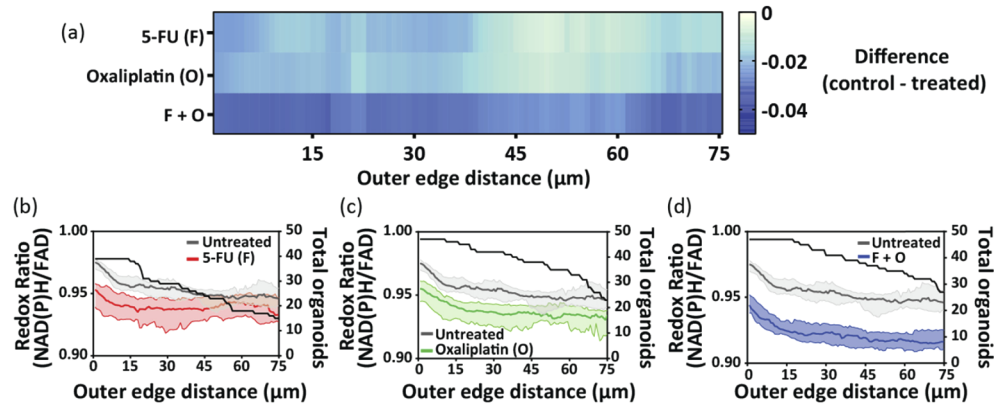 (a)
5-FU (F)
Oxaliplatin (O)
F + O
15
30
45
60
75
Outer edge distance (µm)
0
-0.02
-0.04
Difference
(control - treated)
(b)
Redox Ratio
(NAD(P)H/FAD)
1.00
0.95
0.90
Untreated
5-FU (F)
50
40
30
20
10
0
Total organoids
0 15 30 45 60 75
Outer edge distance (µm)
(c)
Redox Ratio
(NAD(P)H/FAD)
1.00
0.95
0.90
Untreated
Oxaliplatin (O)
50
40
30
20
10
0
Total organoids
0 15 30 45 60 75
Outer edge distance (µm)
(d)
Redox Ratio
(NAD(P)H/FAD)
1.00
0.95
0.90
Untreated
F + O
50
40
30
20
10
0
Total organoids
0 15 30 45 60 75
Outer edge distance (µm)